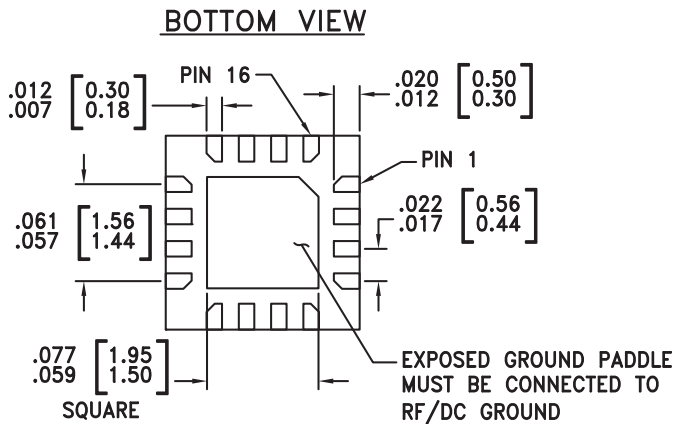 BOTTOM VIEW
.012 [0.30]
.007 [0.18]
PIN 16
.020 [0.50]
.012 [0.30]
PIN 1
.022 [0.56]
.017 [0.44]
.061 [1.56]
.057 [1.44]
.077 [1.95]
.059 [1.50]
SQUARE
EXPOSED GROUND PADDLE
MUST BE CONNECTED TO
RF/DC GROUND